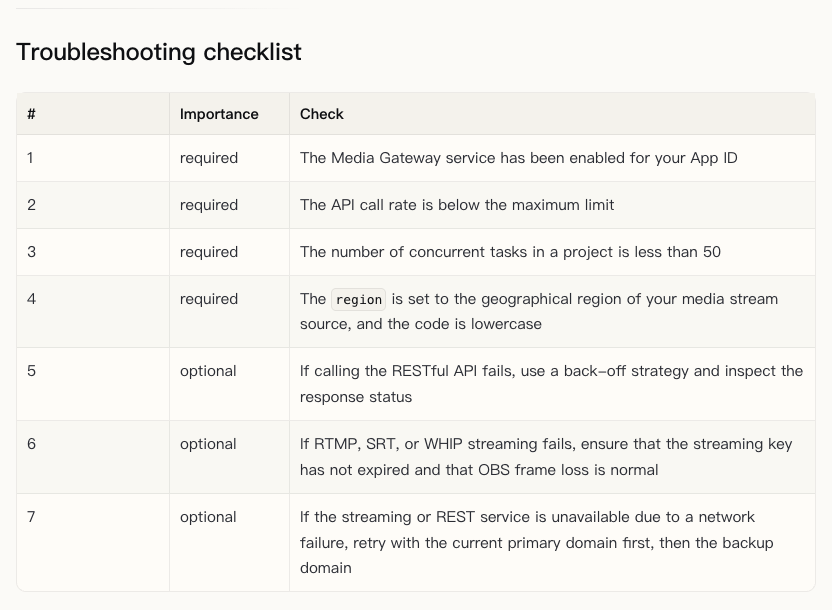 Troubleshooting checklist
# Importance Check
1 required The Media Gateway service has been enabled for your App ID
2 required The API call rate is below the maximum limit
3 required The number of concurrent tasks in a project is less than 50
4 required The region is set to the geographical region of your media stream
source, and the code is lowercase
5 optional If calling the RESTful API fails, use a back-off strategy and inspect the
response status
6 optional If RTMP, SRT, or WHIP streaming fails, ensure that the streaming key
has not expired and that OBS frame loss is normal
7 optional If the streaming or REST service is unavailable due to a network
failure, retry with the current primary domain first, then the backup
domain